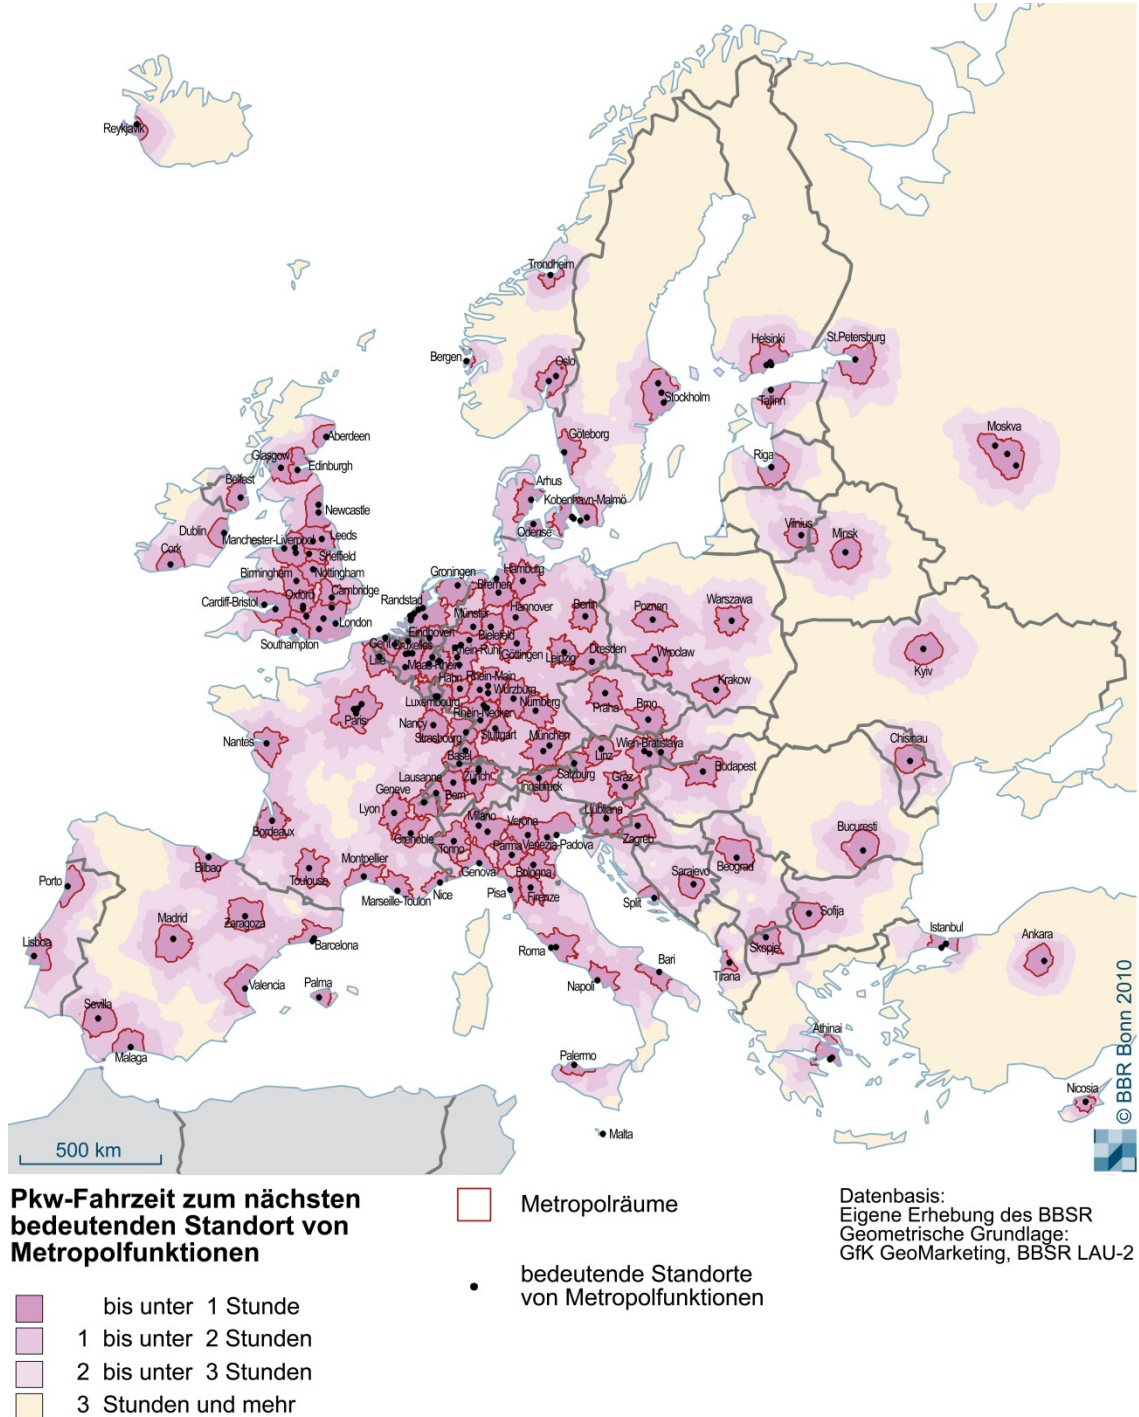 Reykjavik
Trondheim
Bergen
Oslo
Helsinki
St.Petersburg
Stockholm
Tallinn
Göteborg
Moskva
Riga
Aberdeen
Glasgow
Edinburgh
Belfast
Arhus
Kobenhavn-Malmö
Odense
Newcastle
Dublin
Manchester-Liverpool
Leeds
Vilnius
Minsk
Cork
Sheffield
Birmingham
Nottingham
Groningen
Hamburg
Bremen
Cardiff-Bristol
Oxford
Cambridge
Randstad
Hannover
Berlin
Poznan
Warszawa
London
Münster
Southampton
Eindhoven
Bielefeld
Gent
Bruxelles
Rhein-Ruhr
Göttingen
Leipzig
Dresden
Wroclaw
Kyiv
Lille
Maas-Rhein
Hahn
Rhein-Main
Würzburg
Krakow
Luxembourg
Nürnberg
Praha
Brno
Paris
Rhein-Neckar
Nancy
Strasbourg
Stuttgart
München
Nantes
Linz
Wien-Bratislava
Chisinau
Basel
Salzburg
Budapest
Lausanne
Zürich
Innsbruck
Graz
Geneve
Bern
Lyon
Ljubljana
Bordeaux
Milano
Verona
Zagreb
Bucuresti
Grenoble
Torino
Parma
Venezia-Padova
Montpellier
Genova
Bologna
Beograd
Bilbao
Toulouse
Sarajevo
Porto
Marseille-Toulon
Nice
Pisa
Firenze
Split
Madrid
Zaragoza
Sofija
Lisboa
Barcelona
Roma
Skopje
Istanbul
Ankara
Valencia
Palma
Napoli
Bari
Tirana
Sevilla
Malaga
Palermo
Athinai
Nicosia
Malta
© BBR Bonn 2010
500 km
Pkw-Fahrzeit zum nächsten
bedeutenden Standort von
Metropolfunktionen
bis unter 1 Stunde
1 bis unter 2 Stunden
2 bis unter 3 Stunden
3 Stunden und mehr
Metropolräume
bedeutende Standorte
von Metropolfunktionen
Datenbasis:
Eigene Erhebung des BBSR
Geometrische Grundlage:
GfK GeoMarketing, BBSR LAU-2